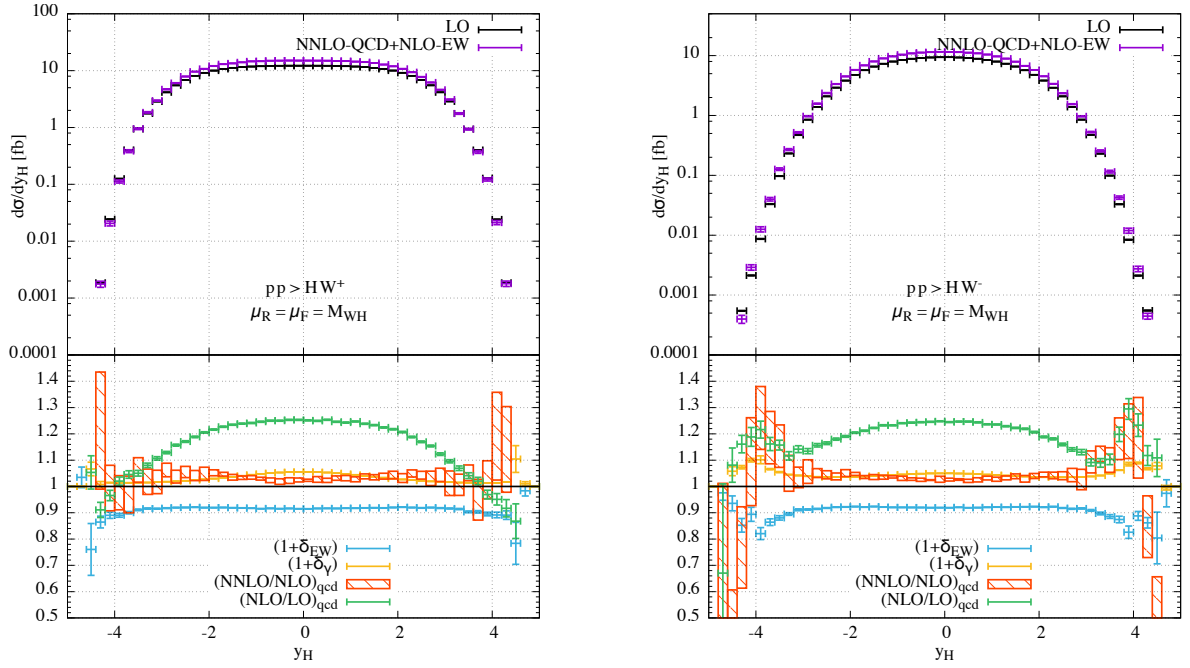 LO
NNLO-QCD+NLO-EW
10
1
0.1
0.01
0.001
0.0001
dσ/dy_H [fb]
pp > HW⁺
μ_R = μ_F = M_WH
1.4
1.3
1.2
1.1
1
0.9
0.8
0.7
0.6
0.5
(1+δ_EW)
(1+δ_γ)
(NNLO/NLO)_qcd
(NLO/LO)_qcd
-4 -2 0 2 4
y_H
LO
NNLO-QCD+NLO-EW
10
1
0.1
0.01
0.001
0.0001
dσ/dy_H [fb]
pp > HW⁻
μ_R = μ_F = M_WH
1.4
1.3
1.2
1.1
1
0.9
0.8
0.7
0.6
0.5
(1+δ_EW)
(1+δ_γ)
(NNLO/NLO)_qcd
(NLO/LO)_qcd
-4 -2 0 2 4
y_H